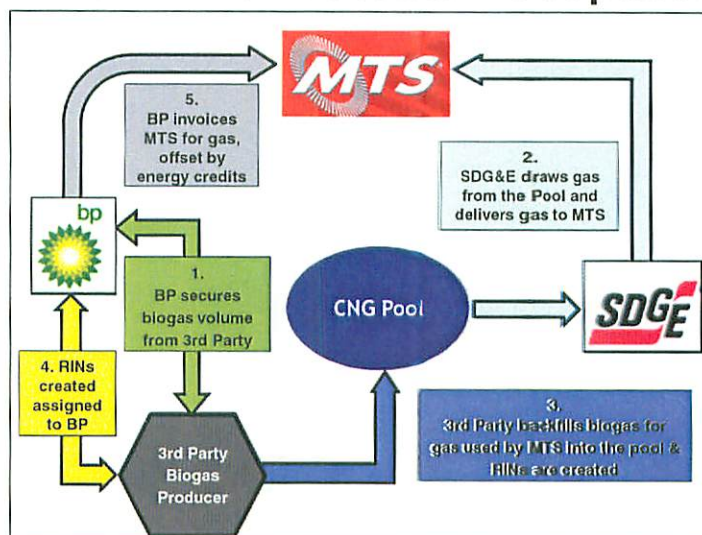 MTS
5.
BP invoices
MTS for gas,
offset by
energy credits
2.
SDG&E draws gas
from the Pool and
delivers gas to MTS
bp
1.
BP secures
biogas volume
from 3rd Party
CNG Pool
SDGE
4. RINs
created
assigned
to BP
3.
3rd Party backfills biogas for
gas used by MTS into the pool &
RINs are created
3rd Party
Biogas
Producer